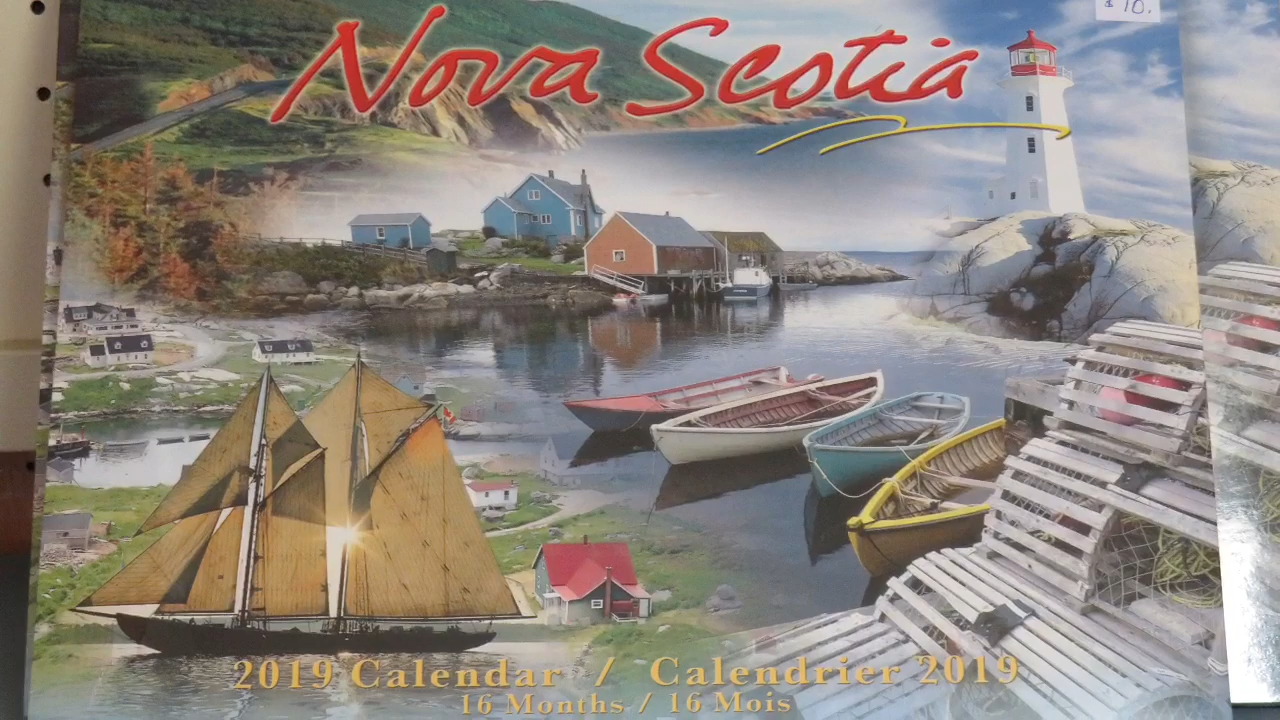 $10.
Nova Scotia
2019 Calendar / Calendrier 2019
16 Months / 16 Mois